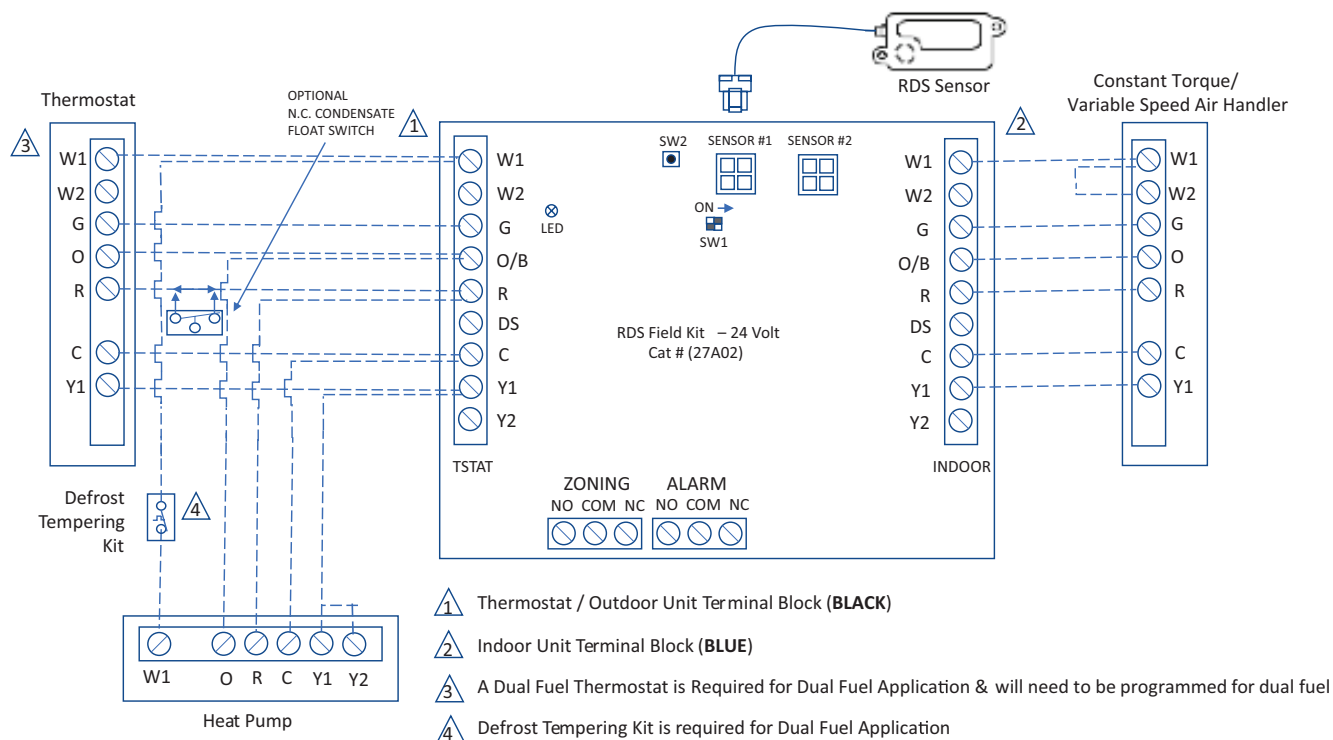 RDS Sensor
Thermostat
3
W1
W2
G
O
R
C
Y1
OPTIONAL
N.C. CONDENSATE
FLOAT SWITCH
1
W1
W2
G
O/B
R
DS
C
Y1
Y2
TSTAT
SW2
SENSOR #1
SENSOR #2
LED
ON
SW1
RDS Field Kit – 24 Volt
Cat # (27A02)
ZONING
NO COM NC
ALARM
NO COM NC
2
W1
W2
G
O/B
R
DS
C
Y1
Y2
INDOOR
Constant Torque/
Variable Speed Air Handler
W1
W2
G
O
R
C
Y1
Defrost
Tempering
Kit
4
W1 O R C Y1 Y2
Heat Pump
1 Thermostat / Outdoor Unit Terminal Block (BLACK)
2 Indoor Unit Terminal Block (BLUE)
3 A Dual Fuel Thermostat is Required for Dual Fuel Application & will need to be programmed for dual fuel
4 Defrost Tempering Kit is required for Dual Fuel Application